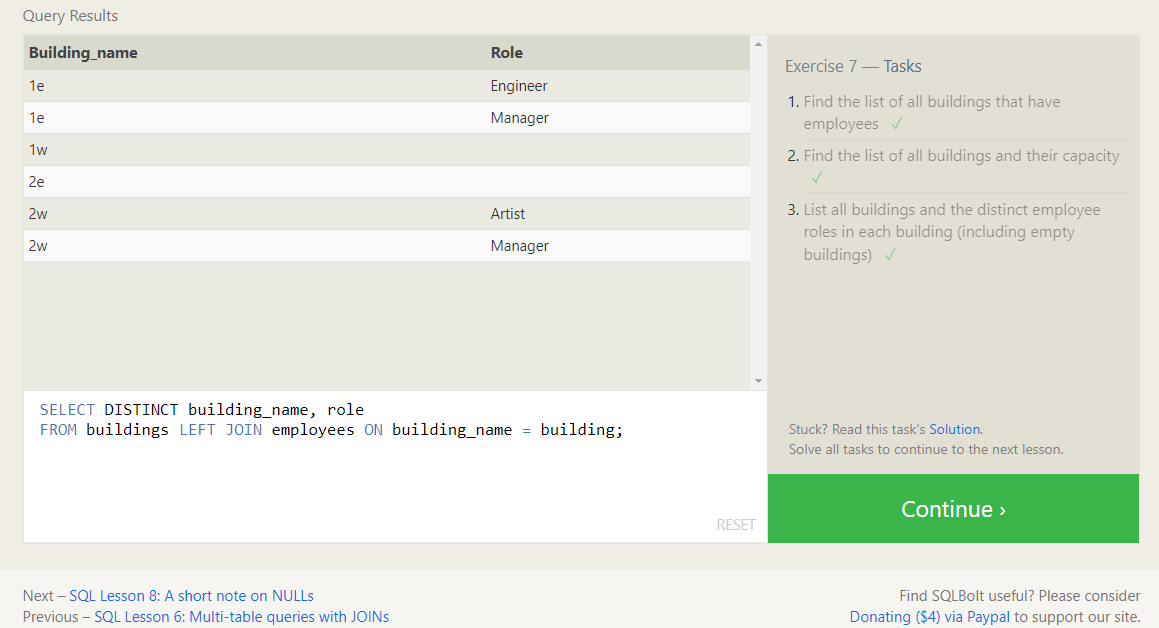 Query Results
Building_name Role
1e Engineer
1e Manager
1w
2e
2w Artist
2w Manager
SELECT DISTINCT building_name, role
FROM buildings LEFT JOIN employees ON building_name = building;
RESET
Exercise 7 — Tasks
1. Find the list of all buildings that have
employees ✓
2. Find the list of all buildings and their capacity
✓
3. List all buildings and the distinct employee
roles in each building (including empty
buildings) ✓
Stuck? Read this task's Solution.
Solve all tasks to continue to the next lesson.
Continue ›
Next – SQL Lesson 8: A short note on NULLs
Previous – SQL Lesson 6: Multi-table queries with JOINs
Find SQLBolt useful? Please consider
Donating ($4) via Paypal to support our site.